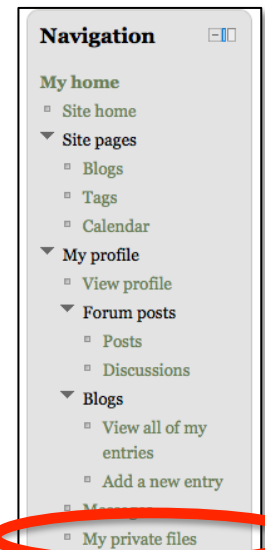 Navigation
My home
Site home
Site pages
Blogs
Tags
Calendar
My profile
View profile
Forum posts
Posts
Discussions
Blogs
View all of my
entries
Add a new entry
Messages
My private files